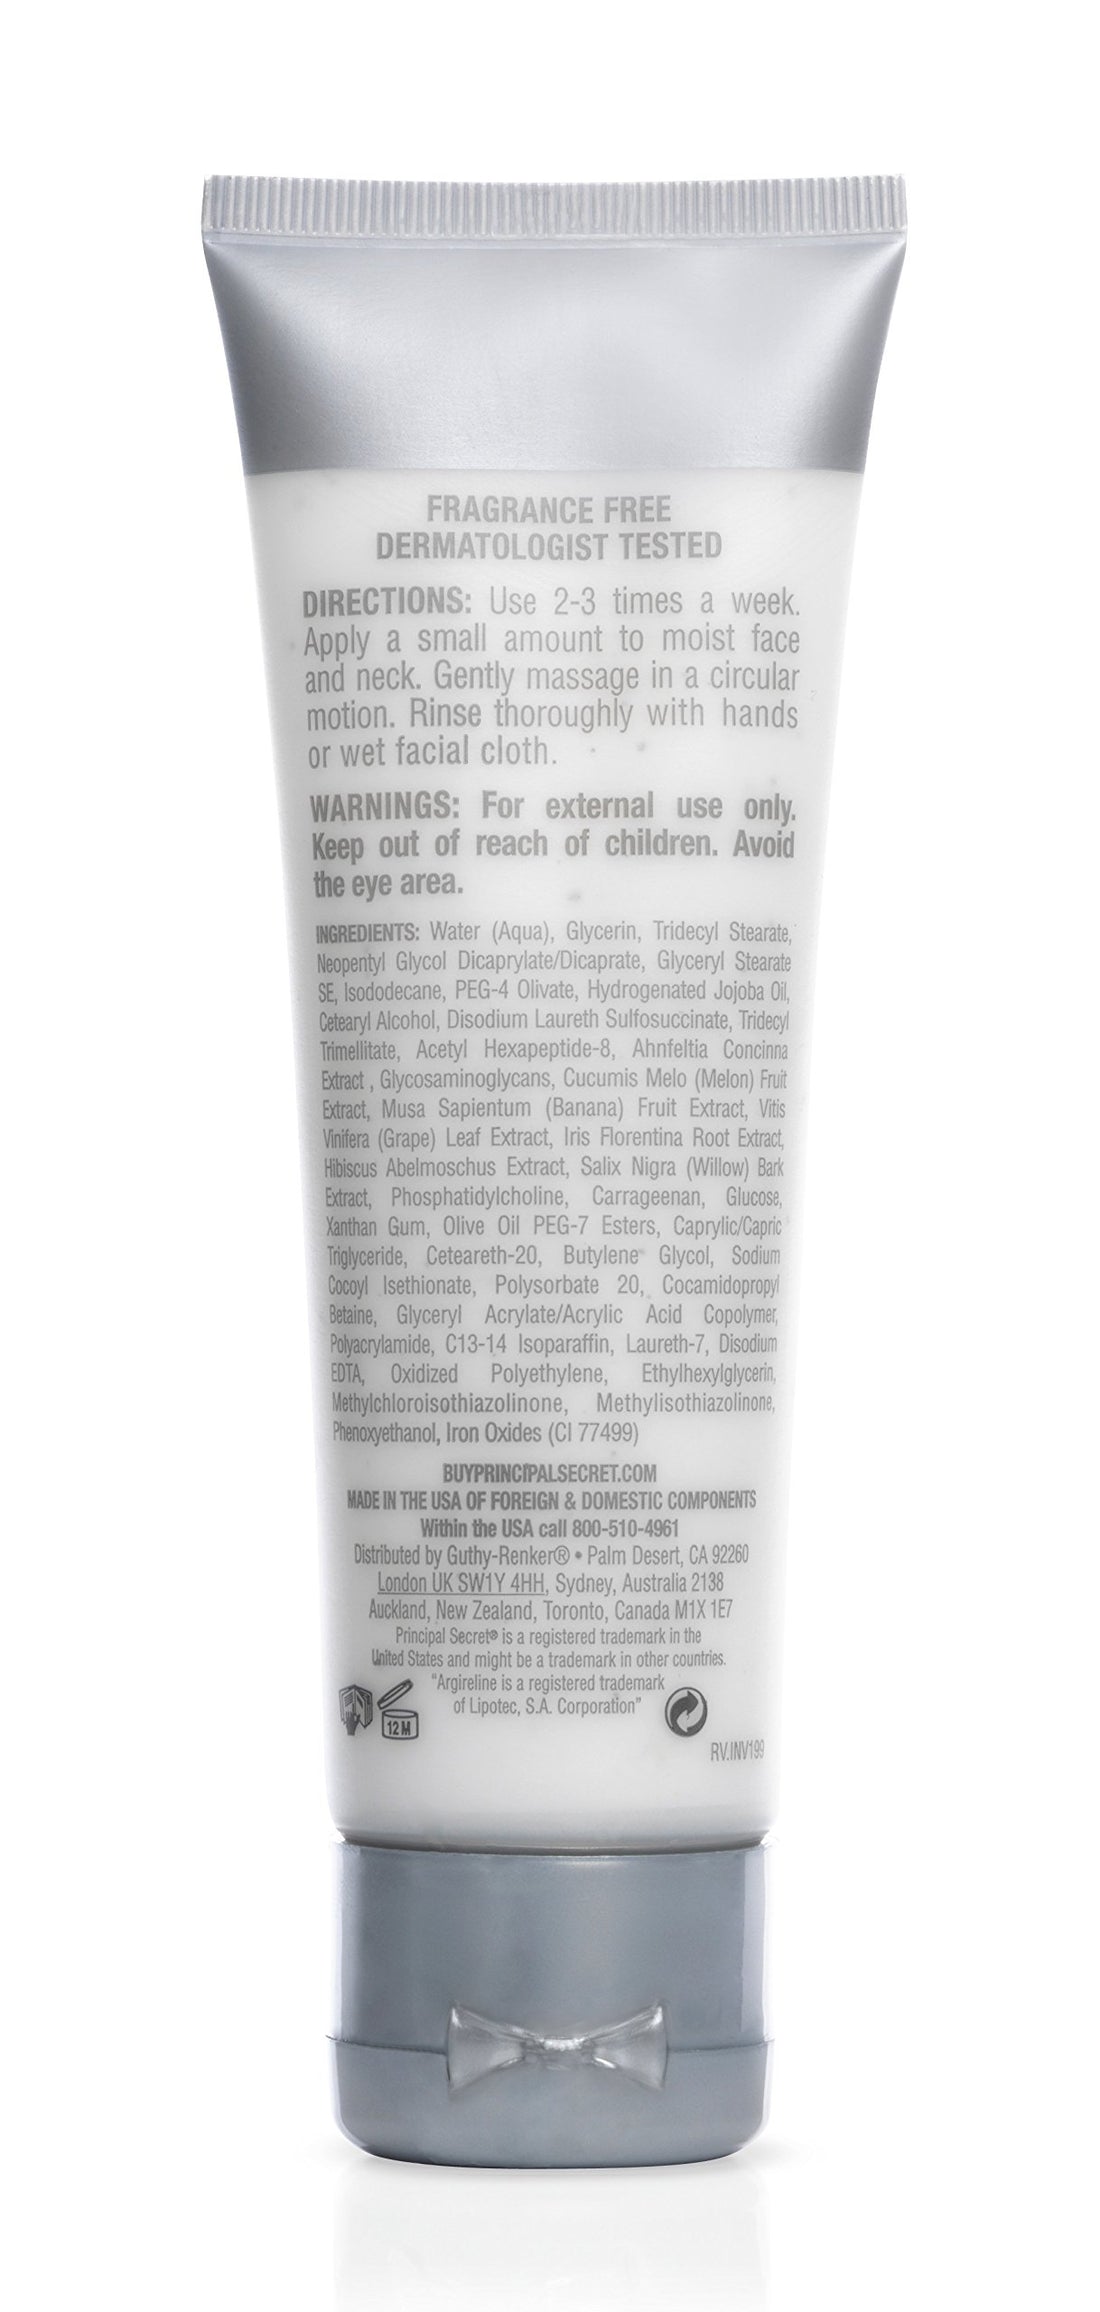 FRAGRANCE FREE
DERMATOLOGIST TESTED
DIRECTIONS: Use 2-3 times a week.
Apply a small amount to moist face
and neck. Gently massage in a circular
motion. Rinse thoroughly with hands
or wet facial cloth.
WARNINGS: For external use only.
Keep out of reach of children. Avoid
the eye area.
INGREDIENTS: Water (Aqua), Glycerin, Tridecyl Stearate,
Neopentyl Glycol Dicaprylate/Dicaprate, Glyceryl Stearate
SE, Isododecane, PEG-4 Olivate, Hydrogenated Jojoba Oil,
Cetearyl Alcohol, Disodium Laureth Sulfosuccinate, Tridecyl
Trimellitate, Acetyl Hexapeptide-8, Ahnfeltia Concinna
Extract , Glycosaminoglycans, Cucumis Melo (Melon) Fruit
Extract, Musa Sapientum (Banana) Fruit Extract, Vitis
Vinifera (Grape) Leaf Extract, Iris Florentina Root Extract,
Hibiscus Abelmoschus Extract, Salix Nigra (Willow) Bark
Extract, Phosphatidylcholine, Carrageenan, Glucose,
Xanthan Gum, Olive Oil PEG-7 Esters, Caprylic/Capric
Triglyceride, Ceteareth-20, Butylene Glycol, Sodium
Cocoyl Isethionate, Polysorbate 20, Cocamidopropyl
Betaine, Glyceryl Acrylate/Acrylic Acid Copolymer,
Polyacrylamide, C13-14 Isoparaffin, Laureth-7, Disodium
EDTA, Oxidized Polyethylene, Ethylhexylglycerin,
Methylchloroisothiazolinone, Methylisothiazolinone,
Phenoxyethanol, Iron Oxides (CI 77499)
BUYPRINCIPALSECRET.COM
MADE IN THE USA OF FOREIGN & DOMESTIC COMPONENTS
Within the USA call 800-510-4961
Distributed by Guthy-Renker® • Palm Desert, CA 92260
London UK SW1Y 4HH, Sydney, Australia 2138
Auckland, New Zealand, Toronto, Canada M1X 1E7
Principal Secret® is a registered trademark in the
United States and might be a trademark in other countries.
"Argireline is a registered trademark
of Lipotec, S.A. Corporation"
12 M
RV.INV199